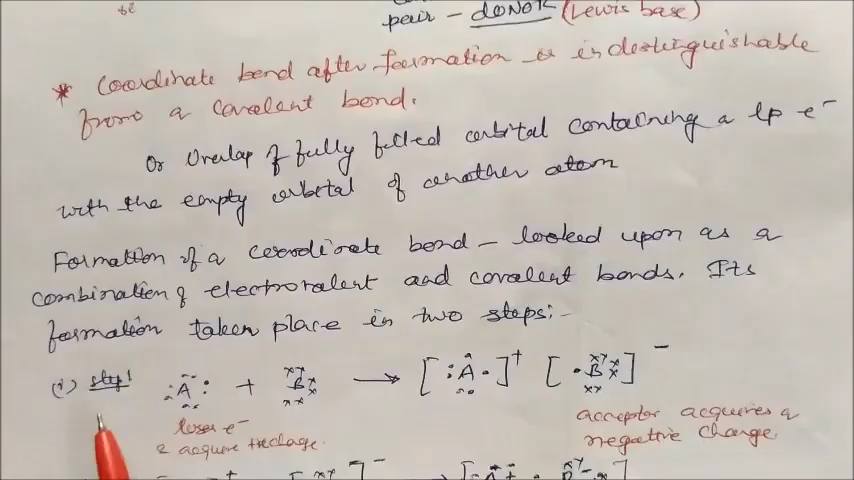 pair - donor (Lewis base)
* Coordinate bond after formation is indistinguishable
from a covalent bond.
Or overlap of fully filled orbital containing a lp e⁻
with the empty orbital of another atom
Formation of a coordinate bond - looked upon as a
combination of electrovalent and covalent bonds. Its
formation taken place in two steps:-
(i) step 1 :A: + B → [:A·]⁺ [·B]⁻
loses e⁻
& acquire +ve charge.
acceptor acquires a
negative charge